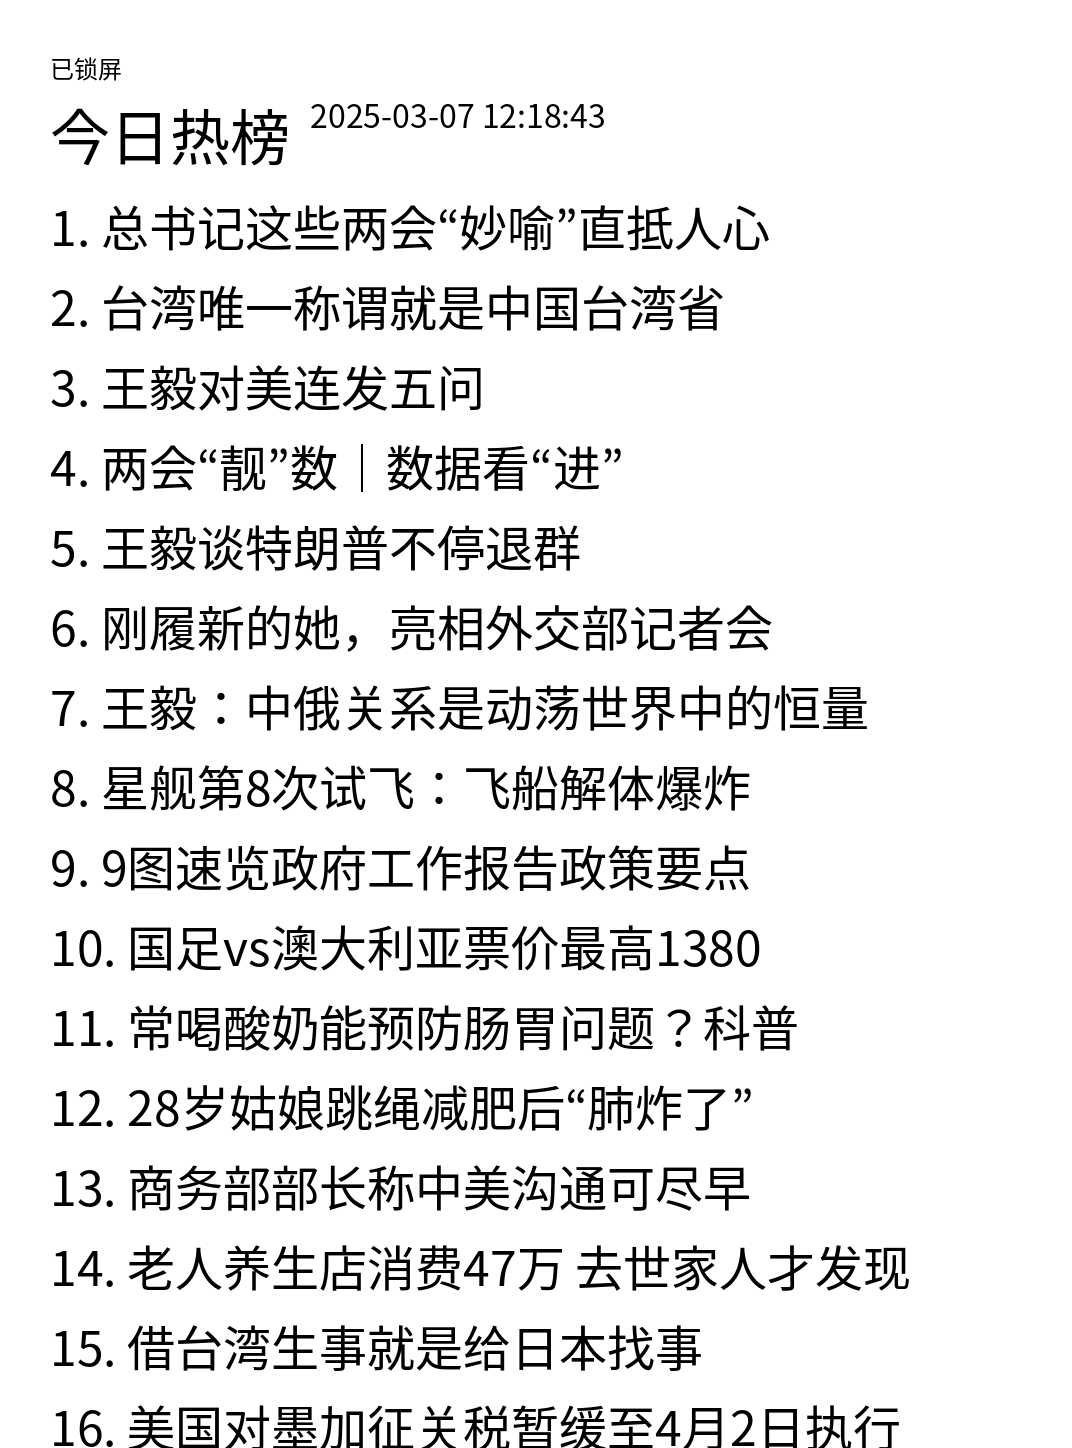 已锁屏
今日热榜 2025-03-07 12:18:43
1. 总书记这些两会“妙喻”直抵人心
2. 台湾唯一称谓就是中国台湾省
3. 王毅对美连发五问
4. 两会“靓”数｜数据看“进”
5. 王毅谈特朗普不停退群
6. 刚履新的她，亮相外交部记者会
7. 王毅：中俄关系是动荡世界中的恒量
8. 星舰第8次试飞：飞船解体爆炸
9. 9图速览政府工作报告政策要点
10. 国足vs澳大利亚票价最高1380
11. 常喝酸奶能预防肠胃问题？科普
12. 28岁姑娘跳绳减肥后“肺炸了”
13. 商务部部长称中美沟通可尽早
14. 老人养生店消费47万 去世家人才发现
15. 借台湾生事就是给日本找事
16. 美国对墨加征关税暂缓至4月2日执行